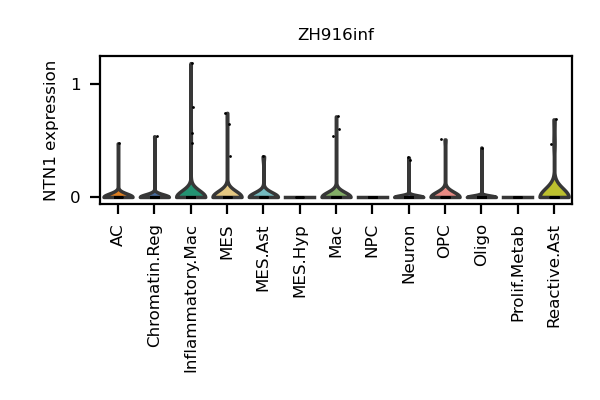 ZH916inf
NTN1 expression
1
0
AC
Chromatin.Reg
Inflammatory.Mac
MES
MES.Ast
MES.Hyp
Mac
NPC
Neuron
OPC
Oligo
Prolif.Metab
Reactive.Ast